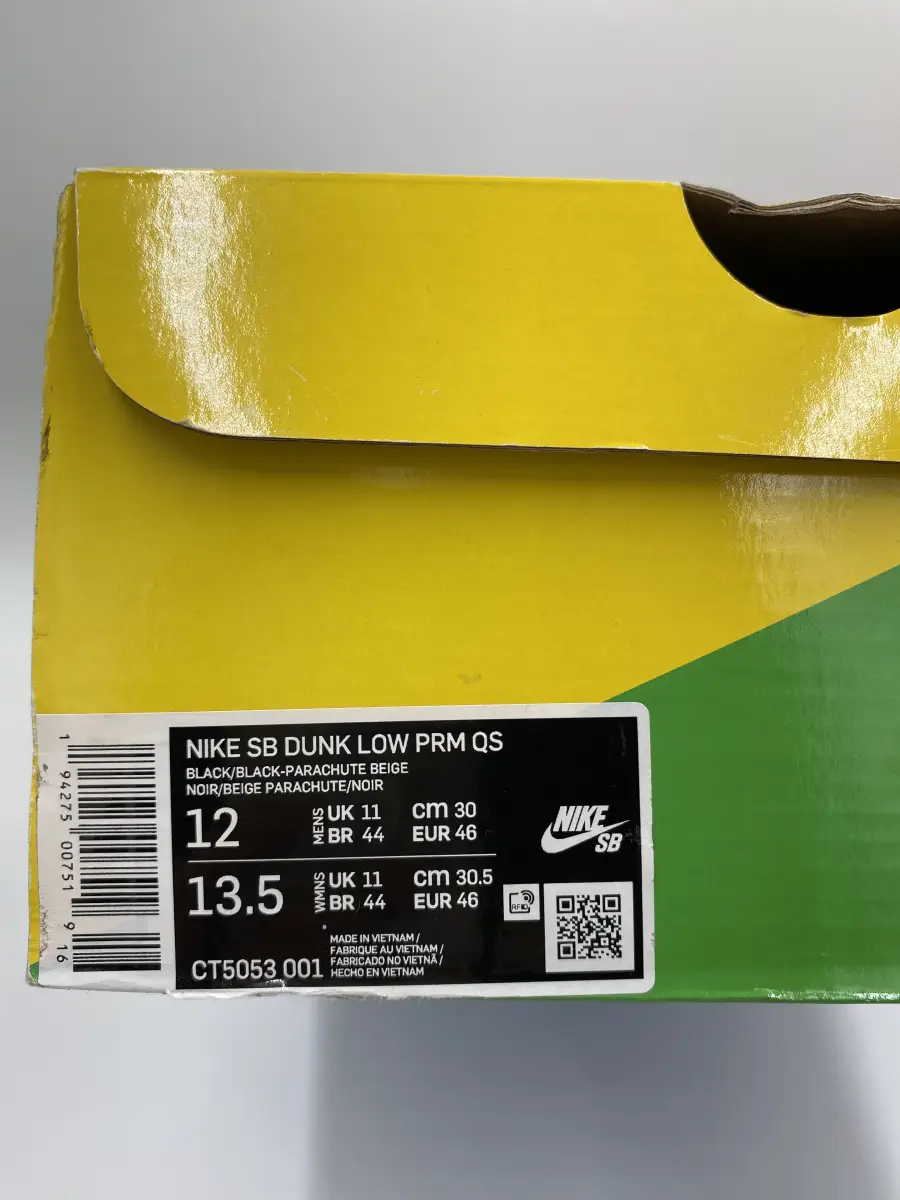 1 94275 00751 9 16
NIKE SB DUNK LOW PRM QS
BLACK/BLACK-PARACHUTE BEIGE
NOIR/BEIGE PARACHUTE/NOIR
12 MENS UK 11 cm 30
BR 44 EUR 46
13.5 WMNS UK 11 cm 30.5
BR 44 EUR 46
NIKE
SB
RFID
CT5053 001
MADE IN VIETNAM /
FABRIQUE AU VIETNAM /
FABRICADO NO VIETNÃ /
HECHO EN VIETNAM